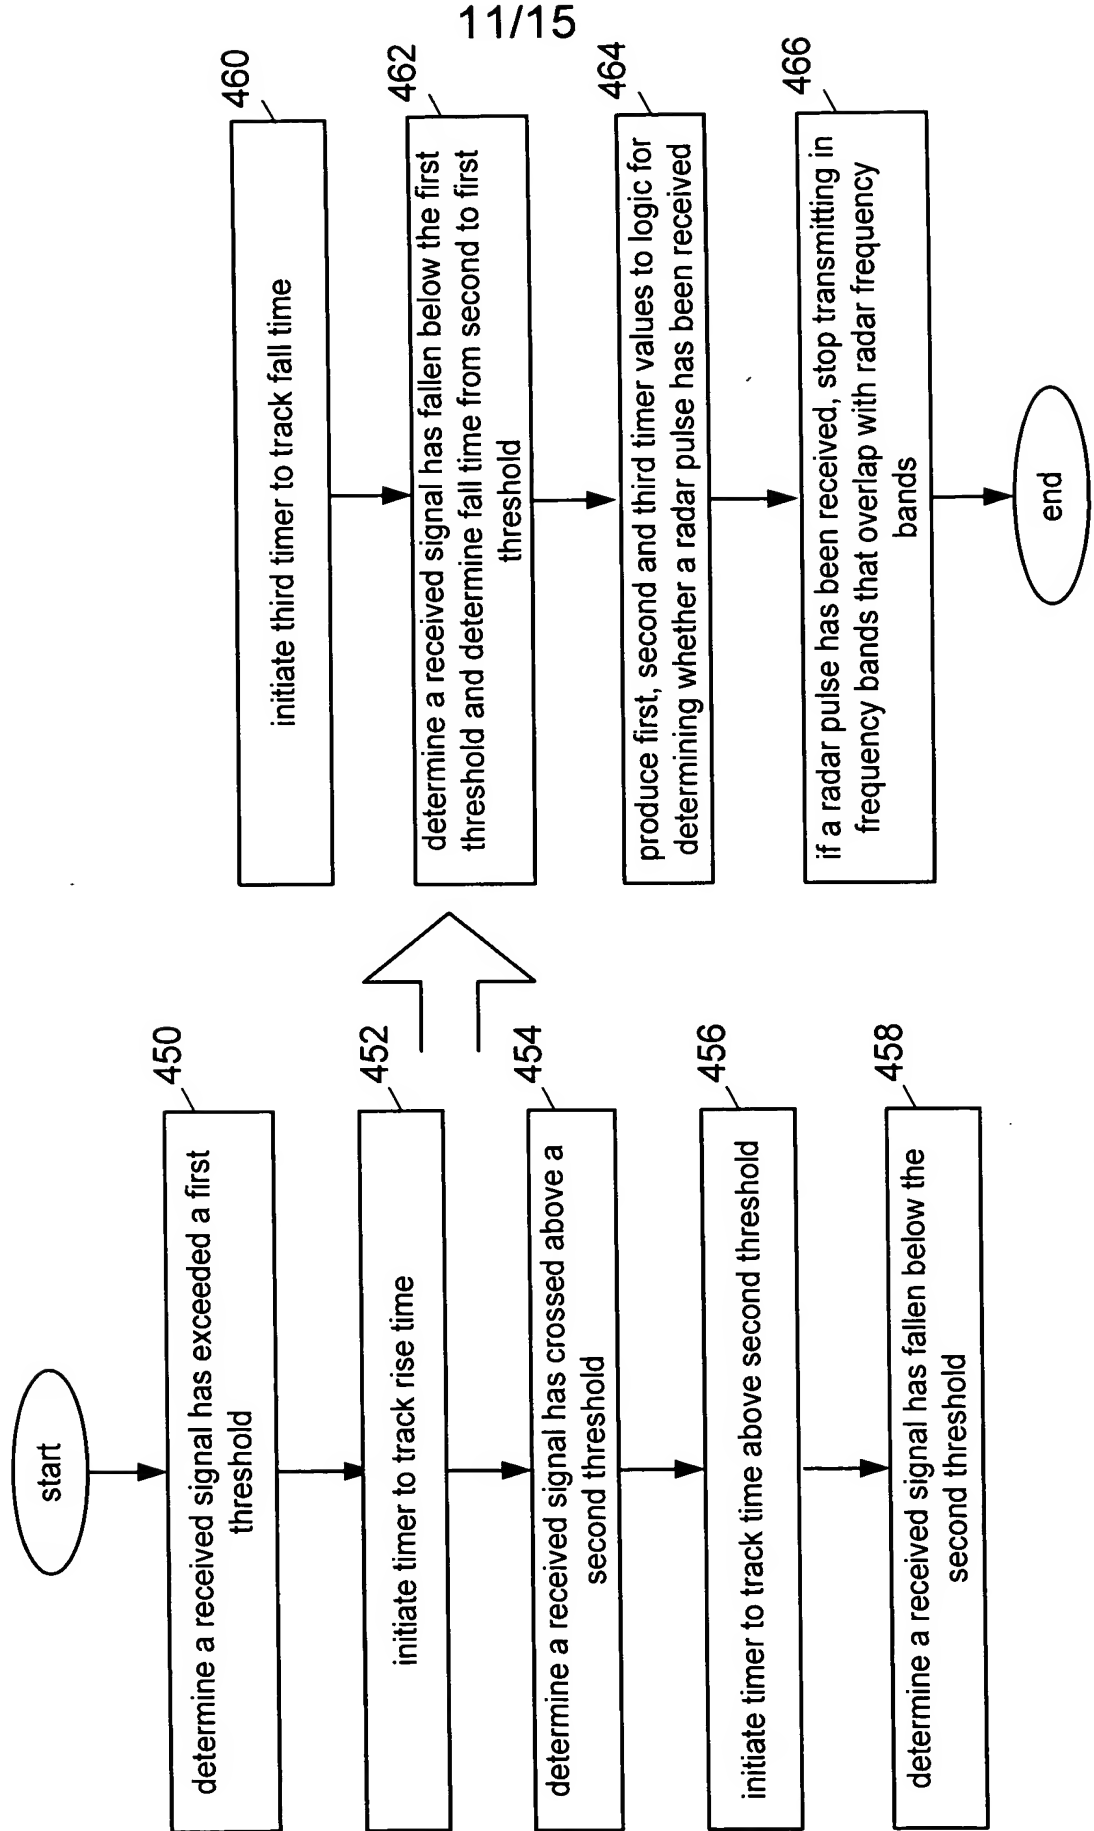 11/15
start
450
determine a received signal has exceeded a first
threshold
452
initiate timer to track rise time
454
determine a received signal has crossed above a
second threshold
456
initiate timer to track time above second threshold
458
determine a received signal has fallen below the
second threshold
460
initiate third timer to track fall time
462
determine a received signal has fallen below the first
threshold and determine fall time from second to first
threshold
464
produce first, second and third timer values to logic for
determining whether a radar pulse has been received
466
if a radar pulse has been received, stop transmitting in
frequency bands that overlap with radar frequency
bands
end